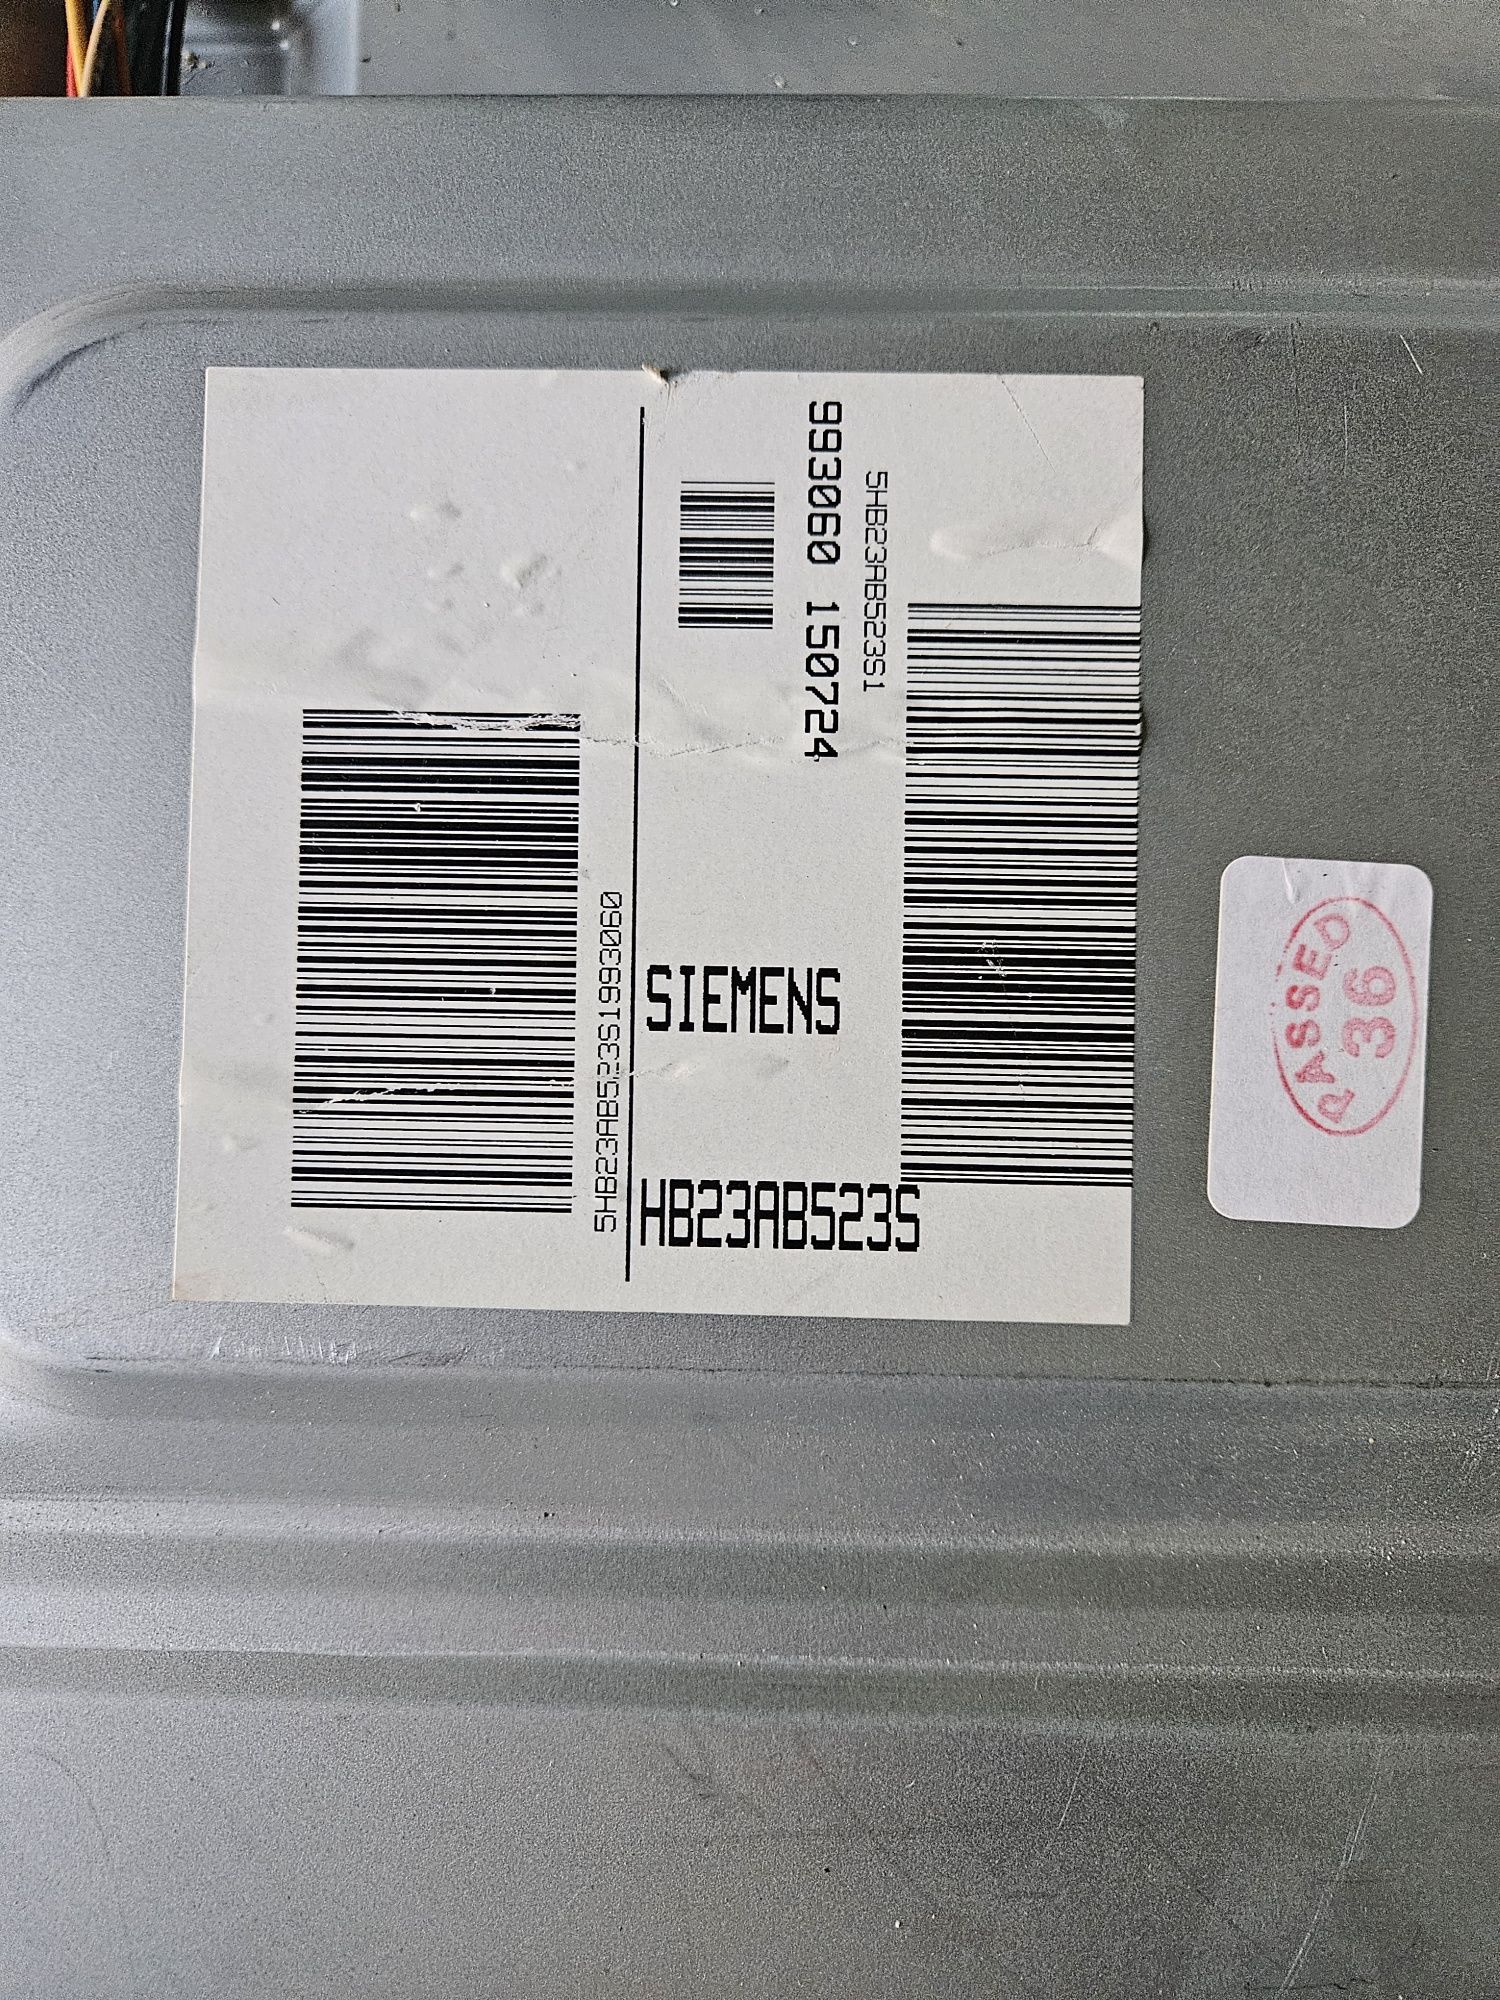 5HB23AB523S1
993060 150724
SIEMENS
HB23AB523S
5HB23AB523S1993060
PASSED
36